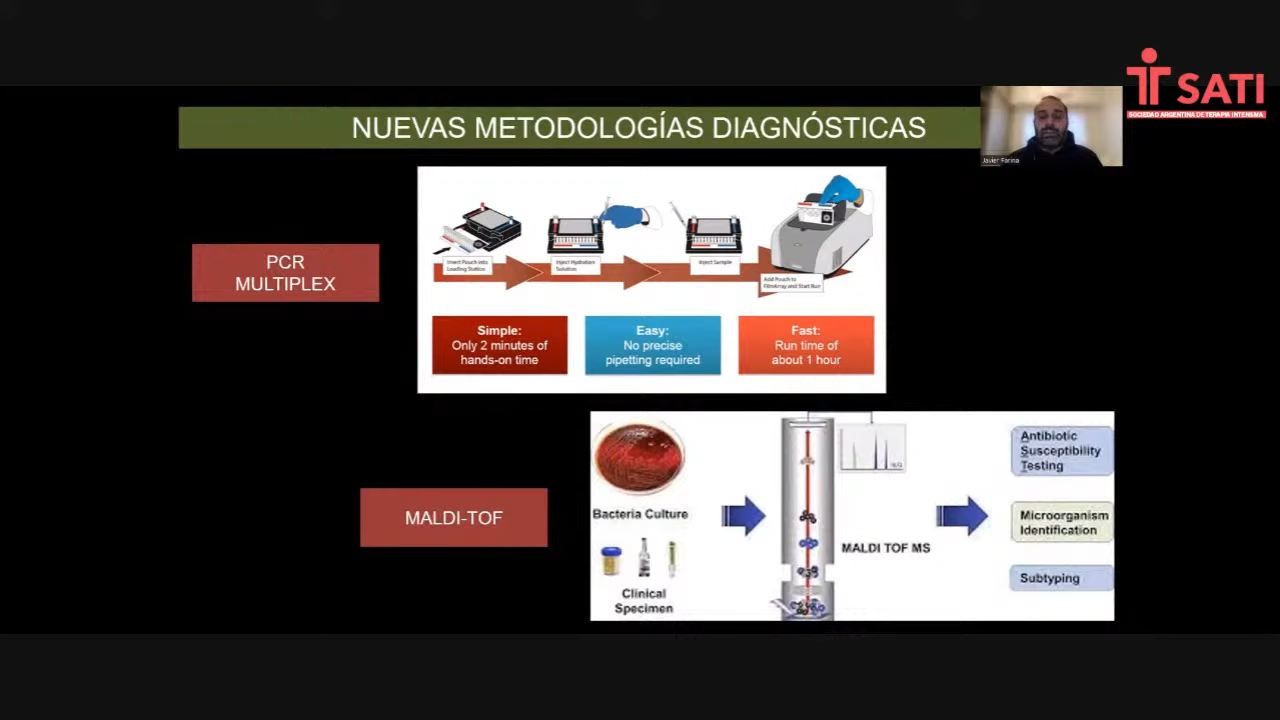 SATI
SOCIEDAD ARGENTINA DE TERAPIA INTENSIVA
NUEVAS METODOLOGÍAS DIAGNÓSTICAS
Javier Farina
PCR
MULTIPLEX
Insert Pouch into
Loading Station
Inject Hydration
Solution
Inject Sample
Add Pouch to
FilmArray and Start Run
Simple:
Only 2 minutes of
hands-on time
Easy:
No precise
pipetting required
Fast:
Run time of
about 1 hour
MALDI-TOF
Bacteria Culture
Clinical
Specimen
MALDI TOF MS
Antibiotic
Susceptibility
Testing
Microorganism
Identification
Subtyping